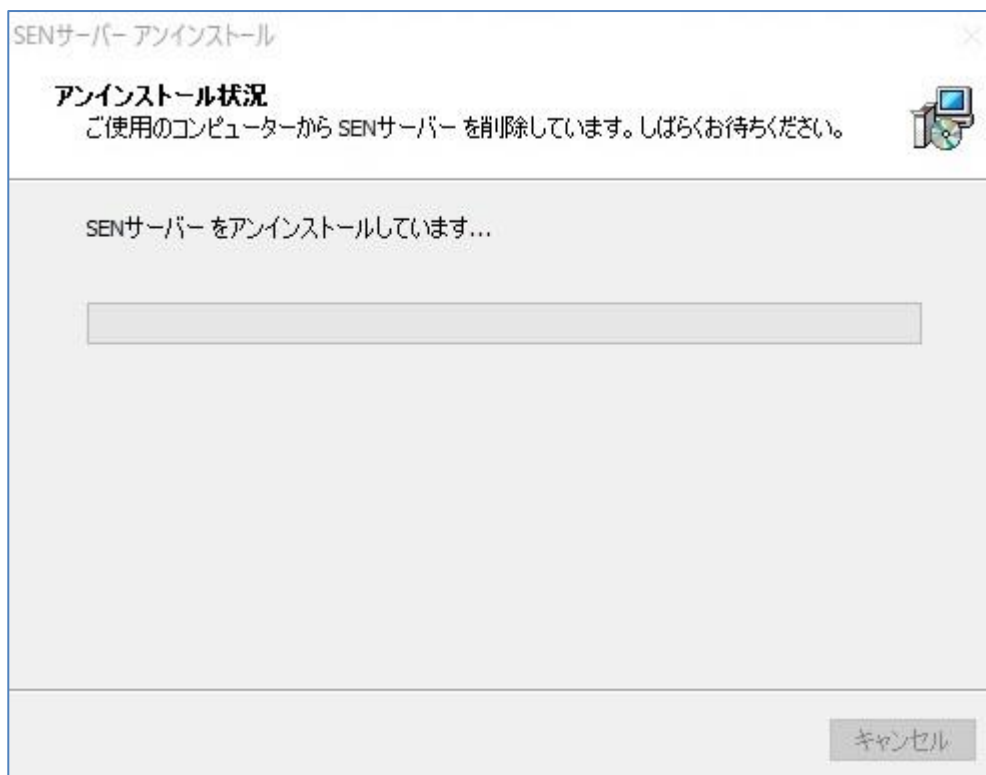 SENサーバー アンインストール
アンインストール状況
ご使用のコンピューターから SENサーバー を削除しています。しばらくお待ちください。
SENサーバー をアンインストールしています...
キャンセル